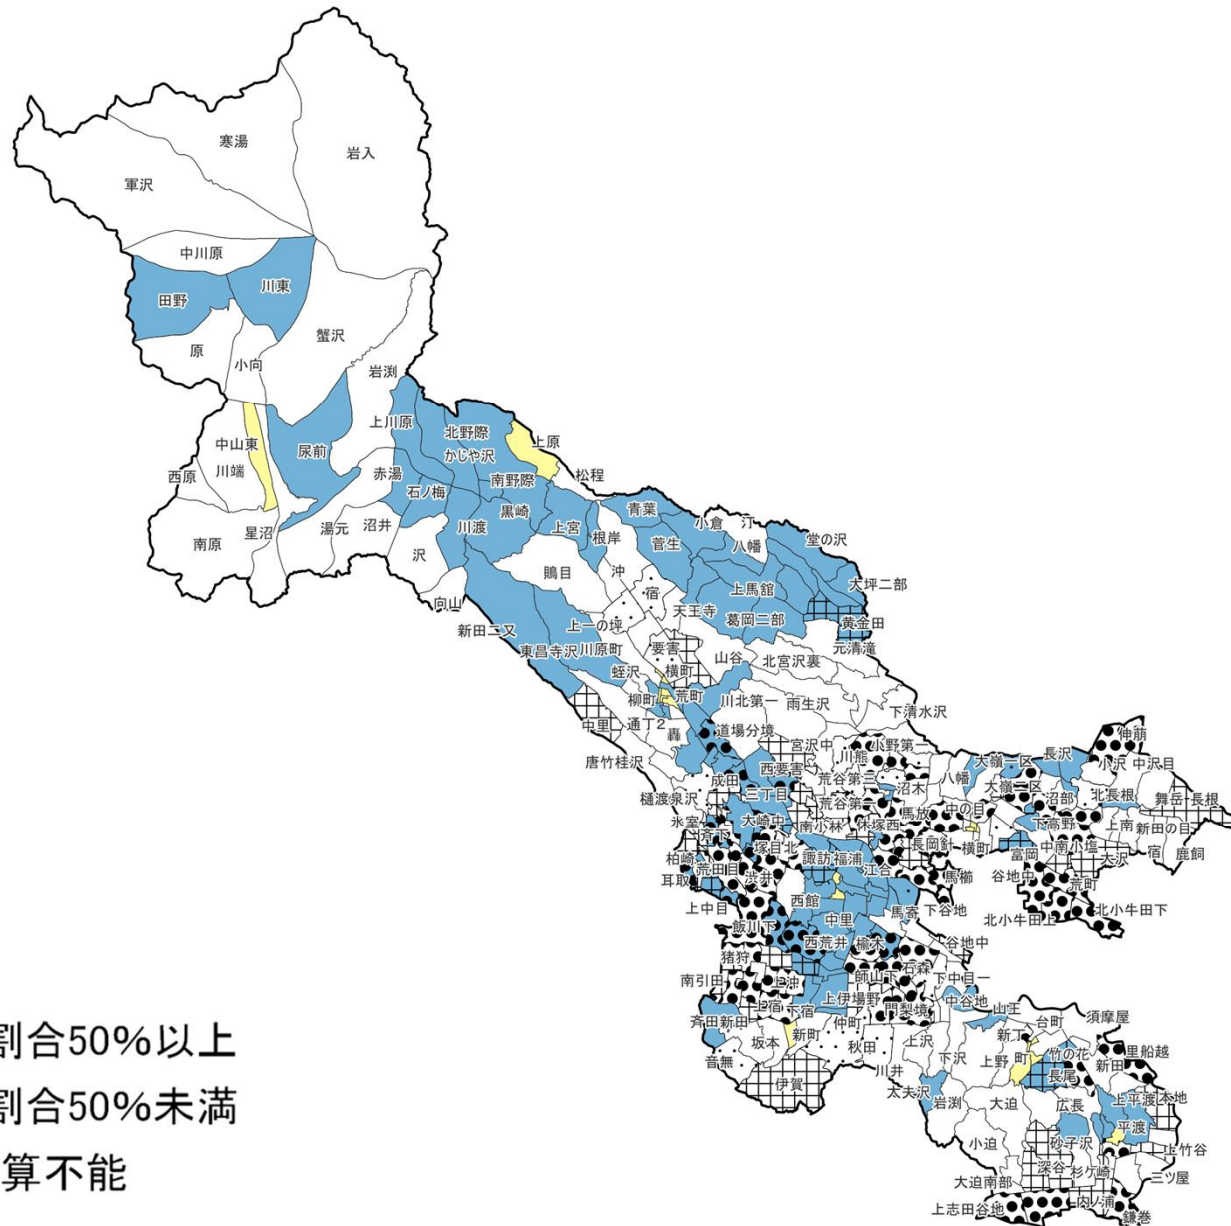 寒湯
岩入
軍沢
中川原
川東
田野
蟹沢
原
小向
岩渕
上川原
北野際
中山東
尿前
かじや沢
上原
川端
西原
赤湯
南野際
松程
石ノ梅
黒崎
青葉
小倉
汀
星沼
湯元
沼井
川渡
上宮
根岸
菅生
八幡
堂の沢
南原
沢
鵙目
沖
宿
上馬舘
大坪二部
向山
天王寺
葛岡二部
黄金田
新田二又
上一の坪
東昌寺沢
川原町
要害
山谷
北宮沢裏
元清滝
蛭沢
横町
柳町
荒町
川北第一
雨生沢
下清水沢
中里
通丁2
轟
道場分境
宮沢中
川熊
小野第一
伸萠
唐竹桂沢
成田
西要害
荒谷第三
沼木
八幡
大嶺一区
長沢
小沢
中沢目
樋渡泉沢
三丁目
荒谷第一
馬放
中の目
大嶺二区
沼部
北長根
舞岳
長根
氷室
斉下
大崎中
南小林
休塚西
下高野
上南
新田の目
柏崎
荒田目
塚目北
諏訪
福浦
長岡針
横町
富岡
中南小塩
大沢
宿
鹿飼
耳取
渋井
江合
馬櫛
谷地中
荒町
上中目
西館
馬寄
下谷地
北小牛田上
北小牛田下
飯川下
中里
西荒井
楡木
谷地中
猪狩
南引田
上沖
師山下
石森
下中目一
上宿
下宿
上伊場野
門梨境
中谷地
山王
斉田新田
坂本
新町
仲町
上沢
新丁
台町
須摩屋
音無
秋田
下沢
上野
町
竹の花
里船越
川井
長尾
新田
伊賀
太夫沢
岩渕
大迫
広長
上平渡
本地
割合50%以上
小迫
砂子沢
平渡
上竹谷
割合50%未満
大迫南部
深谷
杉ケ崎
三ツ屋
算不能
上志田谷地
内ノ浦
鎌巻